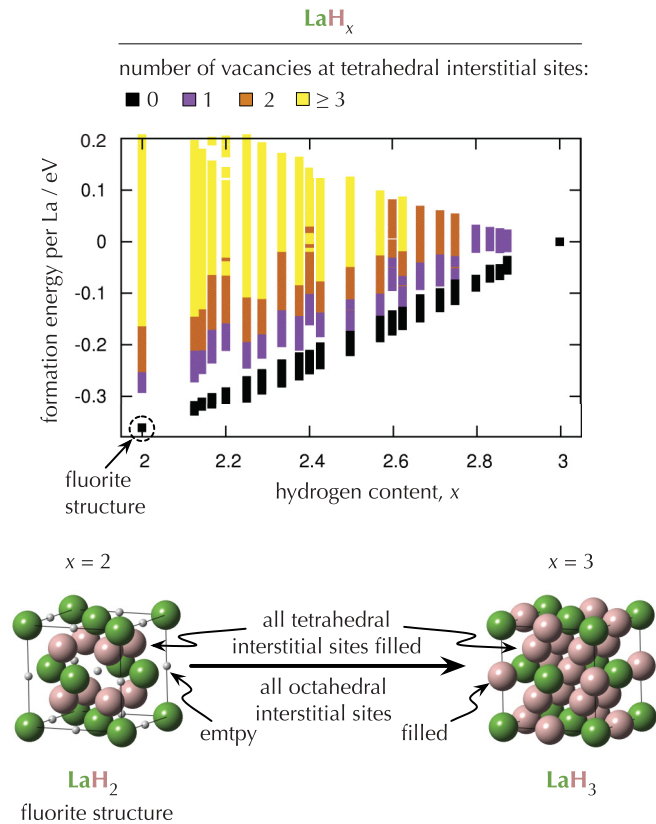 LaHx
number of vacancies at tetrahedral interstitial sites:
0 1 2 ≥ 3
formation energy per La / eV
0.2
0.1
0
-0.1
-0.2
-0.3
2 2.2 2.4 2.6 2.8 3
fluorite
structure
hydrogen content, x
x = 2
x = 3
all tetrahedral
interstitial sites filled
all octahedral
interstitial sites
emtpy
filled
LaH2
fluorite structure
LaH3